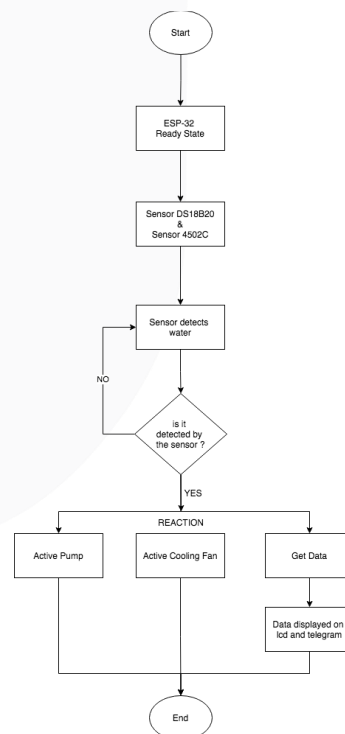 Start
ESP-32
Ready State
Sensor DS18B20
&
Sensor 4502C
Sensor detects
water
NO
is it
detected by
the sensor ?
YES
REACTION
Active Pump
Active Cooling Fan
Get Data
Data displayed on
lcd and telegram
End